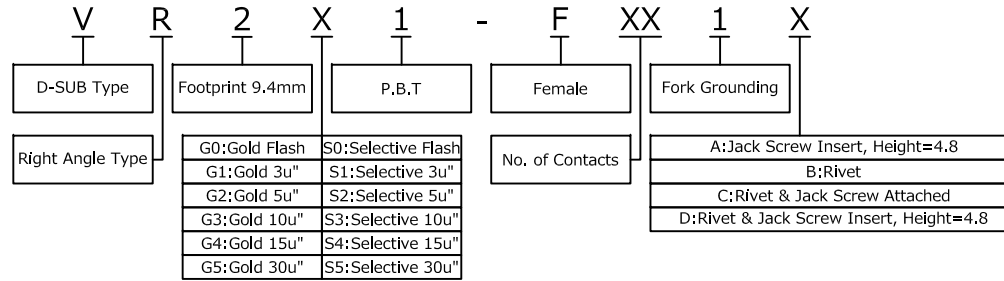 V R 2 X 1 - F XX 1 X
D-SUB Type
Footprint 9.4mm
P.B.T
Female
Fork Grounding
Right Angle Type
No. of Contacts
G0:Gold Flash S0:Selective Flash
G1:Gold 3u" S1:Selective 3u"
G2:Gold 5u" S2:Selective 5u"
G3:Gold 10u" S3:Selective 10u"
G4:Gold 15u" S4:Selective 15u"
G5:Gold 30u" S5:Selective 30u"
A:Jack Screw Insert, Height=4.8
B:Rivet
C:Rivet & Jack Screw Attached
D:Rivet & Jack Screw Insert, Height=4.8